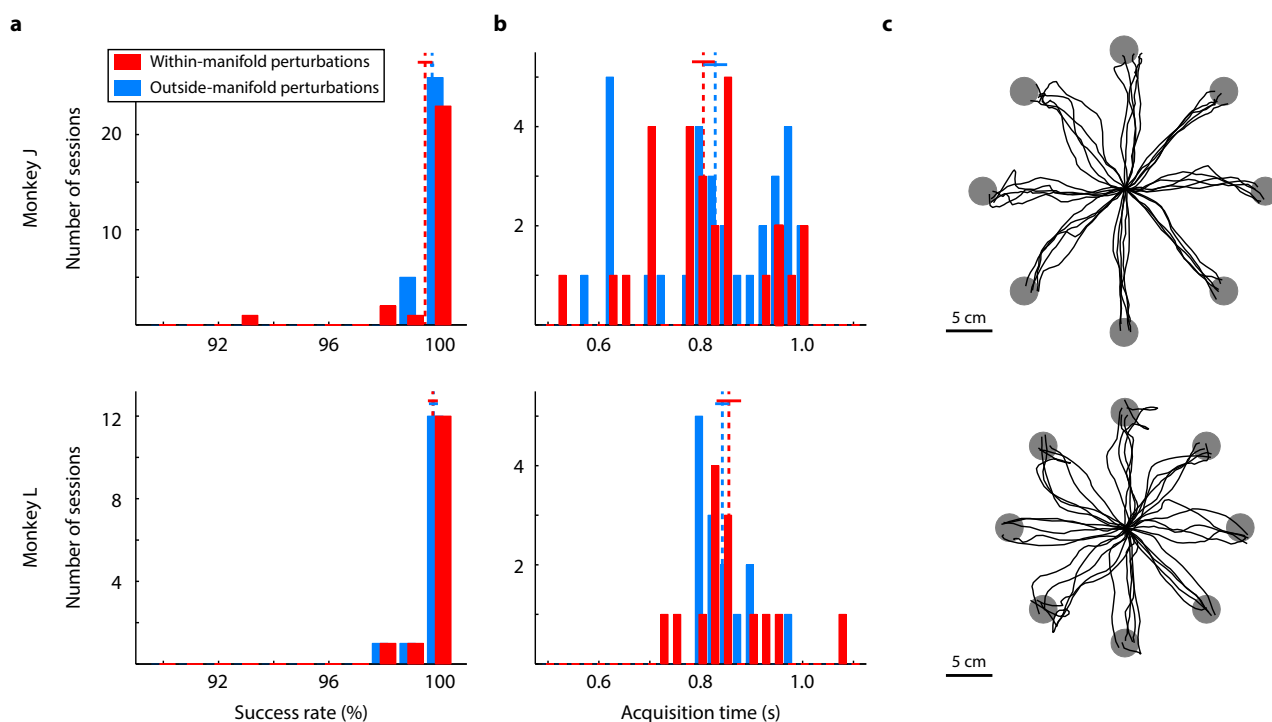 a
b
c
Within-manifold perturbations
Outside-manifold perturbations
Monkey J
Number of sessions
20
10
92
96
100
4
2
0.6
0.8
1.0
5 cm
Monkey L
Number of sessions
12
8
4
92
96
100
Success rate (%)
4
2
0.6
0.8
1.0
Acquisition time (s)
5 cm